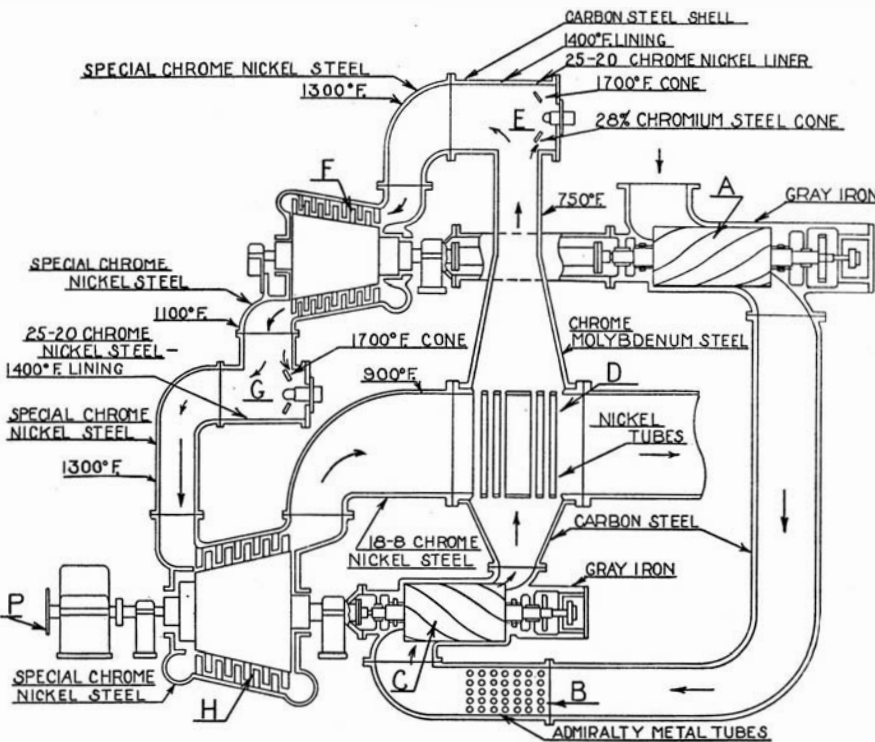 CARBON STEEL SHELL
1400°F. LINING
25-20 CHROME NICKEL LINER
SPECIAL CHROME NICKEL STEEL
1300°F.
1700°F. CONE
E
28% CHROMIUM STEEL CONE
F
A
GRAY IRON
750°F.
SPECIAL CHROME
NICKEL STEEL
1100°F.
25-20 CHROME
NICKEL STEEL-
1400°F. LINING
1700°F. CONE
CHROME
MOLYBDENUM STEEL
G
900°F.
D
SPECIAL CHROME
NICKEL STEEL
NICKEL
TUBES
1300°F.
18-8 CHROME
NICKEL STEEL
CARBON STEEL
GRAY IRON
P
SPECIAL CHROME
NICKEL STEEL
H
C
B
ADMIRALTY METAL TUBES